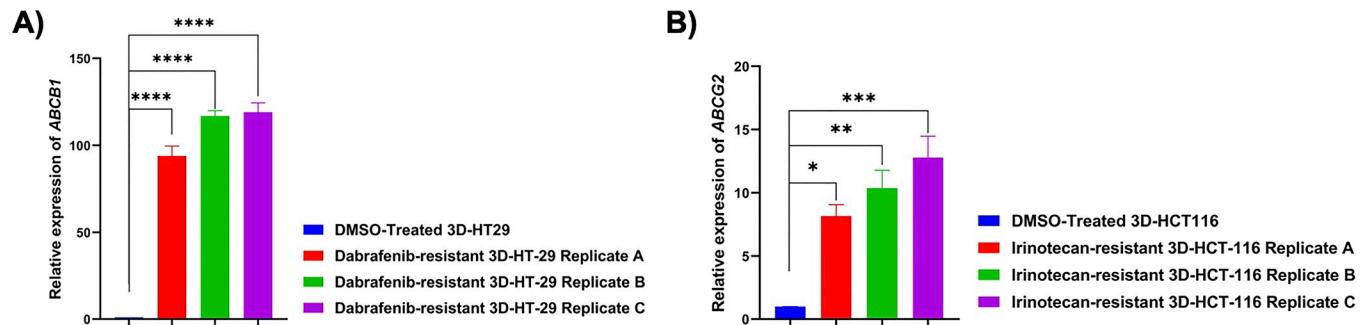 A)
****
****
****
150
100
50
0
Relative expression of ABCB1
DMSO-Treated 3D-HT29
Dabrafenib-resistant 3D-HT-29 Replicate A
Dabrafenib-resistant 3D-HT-29 Replicate B
Dabrafenib-resistant 3D-HT-29 Replicate C
B)
***
**
*
20
15
10
5
0
Relative expression of ABCG2
DMSO-Treated 3D-HCT116
Irinotecan-resistant 3D-HCT-116 Replicate A
Irinotecan-resistant 3D-HCT-116 Replicate B
Irinotecan-resistant 3D-HCT-116 Replicate C